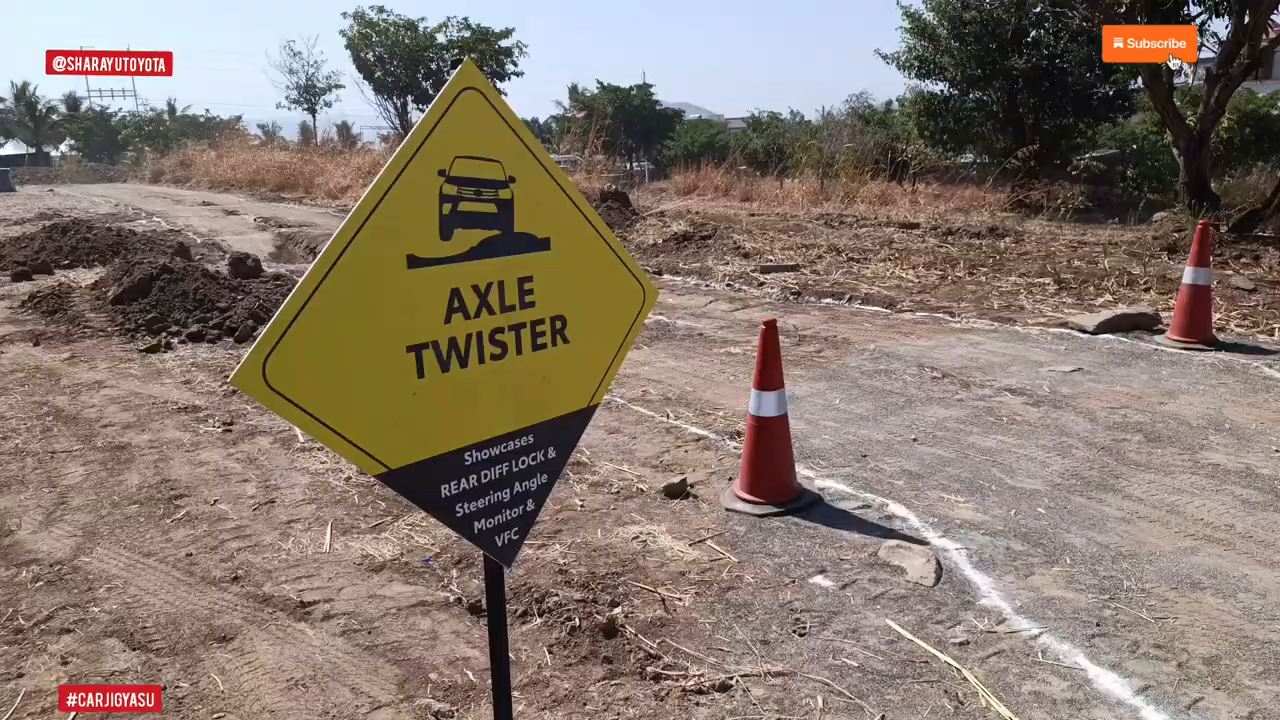 @SHARAYUTOYOTA
Subscribe
AXLE
TWISTER
Showcases
REAR DIFF LOCK &
Steering Angle
Monitor &
VFC
#CARJIGYASU